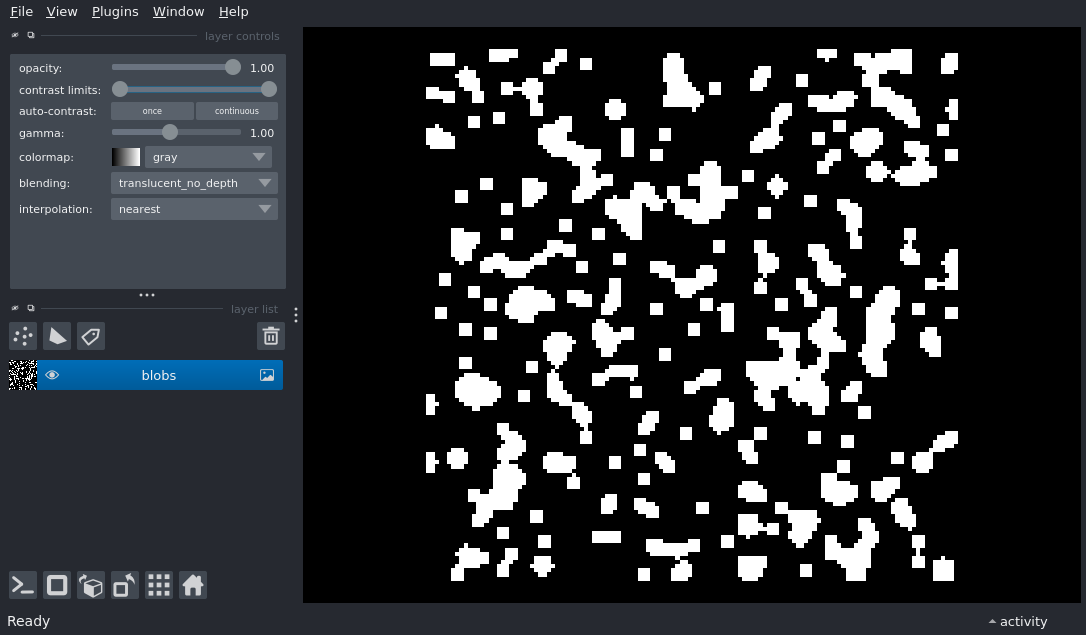 File View Plugins Window Help
layer controls
opacity: 1.00
contrast limits:
auto-contrast: once continuous
gamma: 1.00
colormap: gray
blending: translucent_no_depth
interpolation: nearest
layer list
blobs
Ready activity